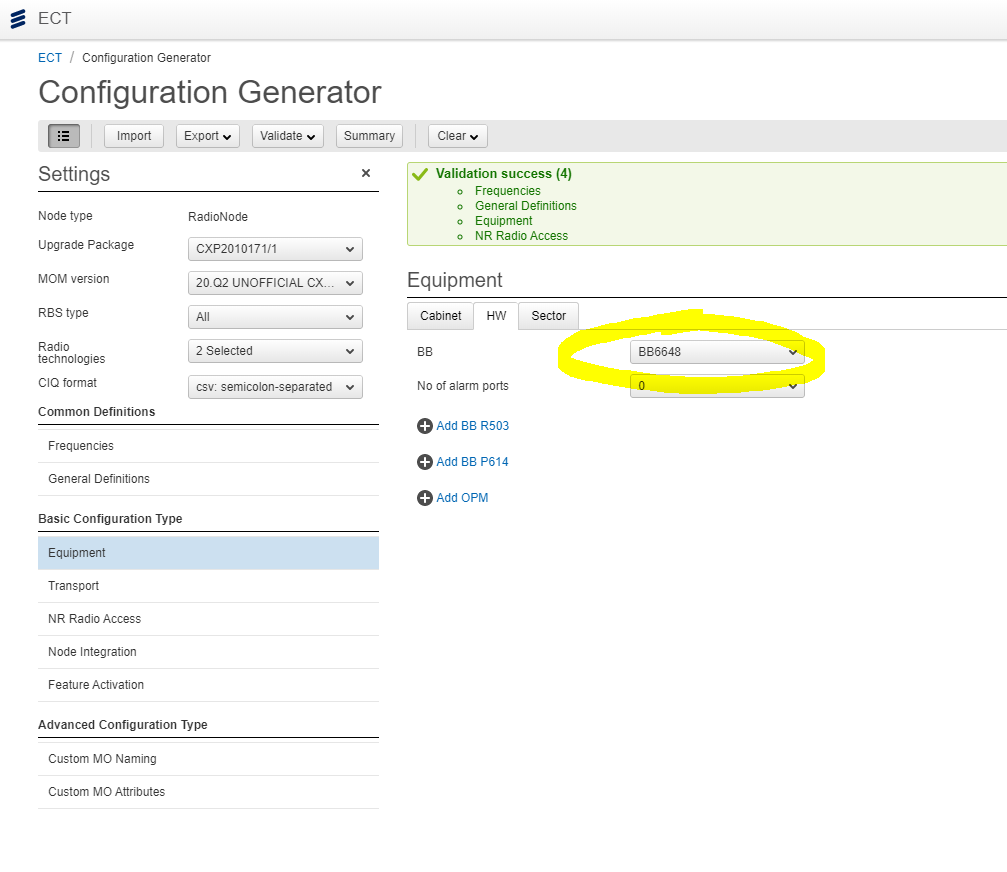 ECT
ECT / Configuration Generator
Configuration Generator
Import Export Validate Summary Clear
Settings ×
Node type RadioNode
Upgrade Package CXP2010171/1
MOM version 20.Q2 UNOFFICIAL CX...
RBS type All
Radio technologies 2 Selected
CIQ format csv: semicolon-separated
Common Definitions
Frequencies
General Definitions
Basic Configuration Type
Equipment
Transport
NR Radio Access
Node Integration
Feature Activation
Advanced Configuration Type
Custom MO Naming
Custom MO Attributes
Validation success (4)
Frequencies
General Definitions
Equipment
NR Radio Access
Equipment
Cabinet HW Sector
BB BB6648
No of alarm ports 0
Add BB R503
Add BB P614
Add OPM